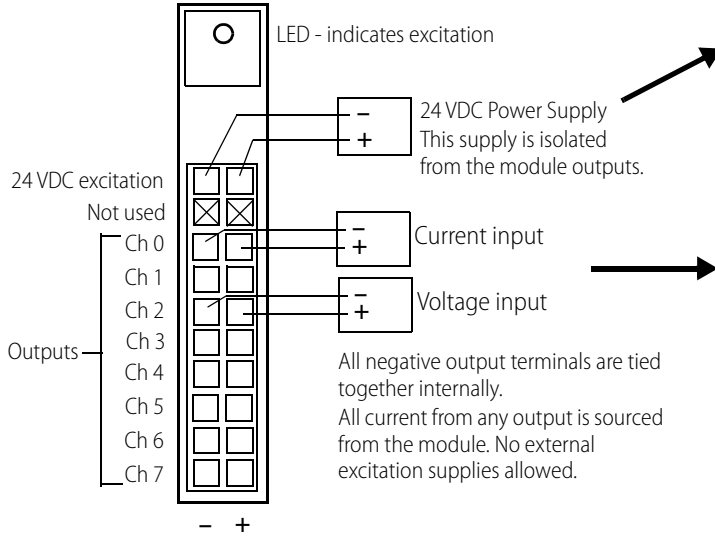 LED - indicates excitation
–
+
24 VDC Power Supply
This supply is isolated
from the module outputs.
24 VDC excitation
Not used
Outputs
Ch 0
Ch 1
Ch 2
Ch 3
Ch 4
Ch 5
Ch 6
Ch 7
–
+
Current input
–
+
Voltage input
All negative output terminals are tied
together internally.
All current from any output is sourced
from the module. No external
excitation supplies allowed.
– +